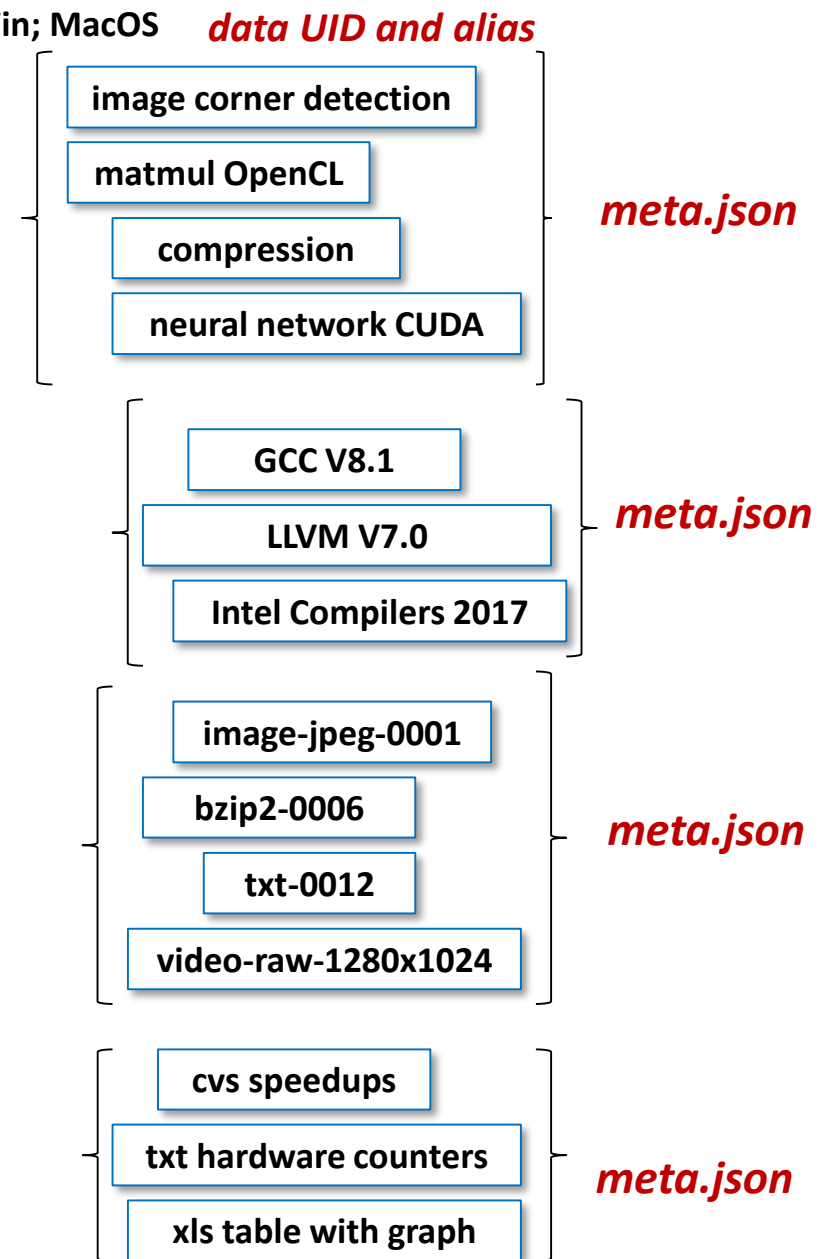 in; MacOS data UID and alias
image corner detection
matmul OpenCL
meta.json
compression
neural network CUDA
GCC V8.1
meta.json
LLVM V7.0
Intel Compilers 2017
image-jpeg-0001
bzip2-0006
meta.json
txt-0012
video-raw-1280x1024
cvs speedups
txt hardware counters
meta.json
xls table with graph